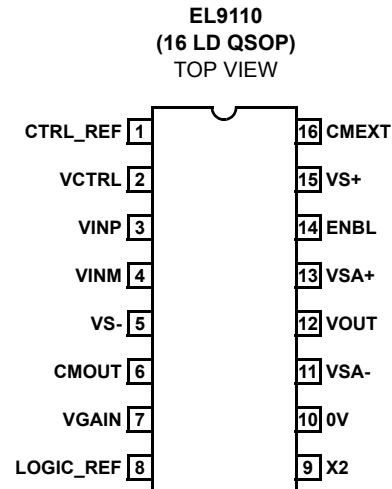 EL9110
(16 LD QSOP)
TOP VIEW
CTRL_REF 1 16 CMEXT
VCTRL 2 15 VS+
VINP 3 14 ENBL
VINM 4 13 VSA+
VS- 5 12 VOUT
CMOUT 6 11 VSA-
VGAIN 7 10 0V
LOGIC_REF 8 9 X2